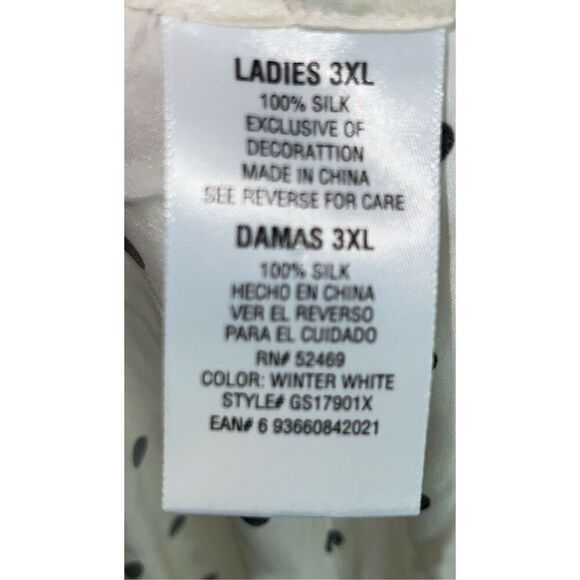 LADIES 3XL
100% SILK
EXCLUSIVE OF
DECORATTION
MADE IN CHINA
SEE REVERSE FOR CARE
DAMAS 3XL
100% SILK
HECHO EN CHINA
VER EL REVERSO
PARA EL CUIDADO
RN# 52469
COLOR: WINTER WHITE
STYLE# GS17901X
EAN# 6 93660842021